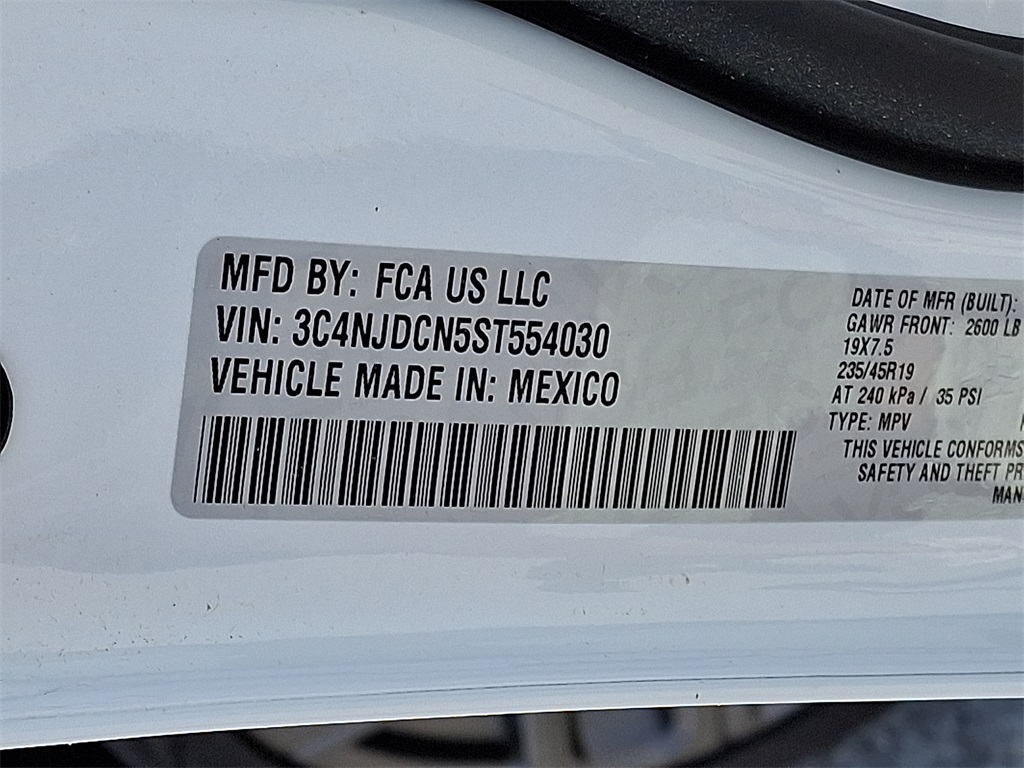 MFD BY: FCA US LLC
VIN: 3C4NJDCN5ST554030
VEHICLE MADE IN: MEXICO
DATE OF MFR (BUILT):
GAWR FRONT: 2600 LB
19X7.5
235/45R19
AT 240 kPa / 35 PSI
TYPE: MPV
THIS VEHICLE CONFORMS
SAFETY AND THEFT PR
MAN